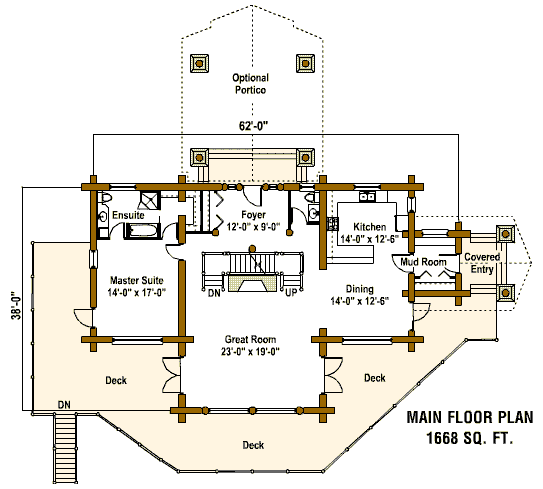 Optional
Portico
62'-0"
Ensuite
Foyer
12'-0" x 9'-0"
Kitchen
14'-0" x 12'-6"
Mud Room
Covered
Entry
Master Suite
14'-0" x 17'-0"
DN
UP
Dining
14'-0" x 12'-6"
38'-0"
Great Room
23'-0" x 19'-0"
Deck
Deck
DN
Deck
MAIN FLOOR PLAN
1668 SQ. FT.